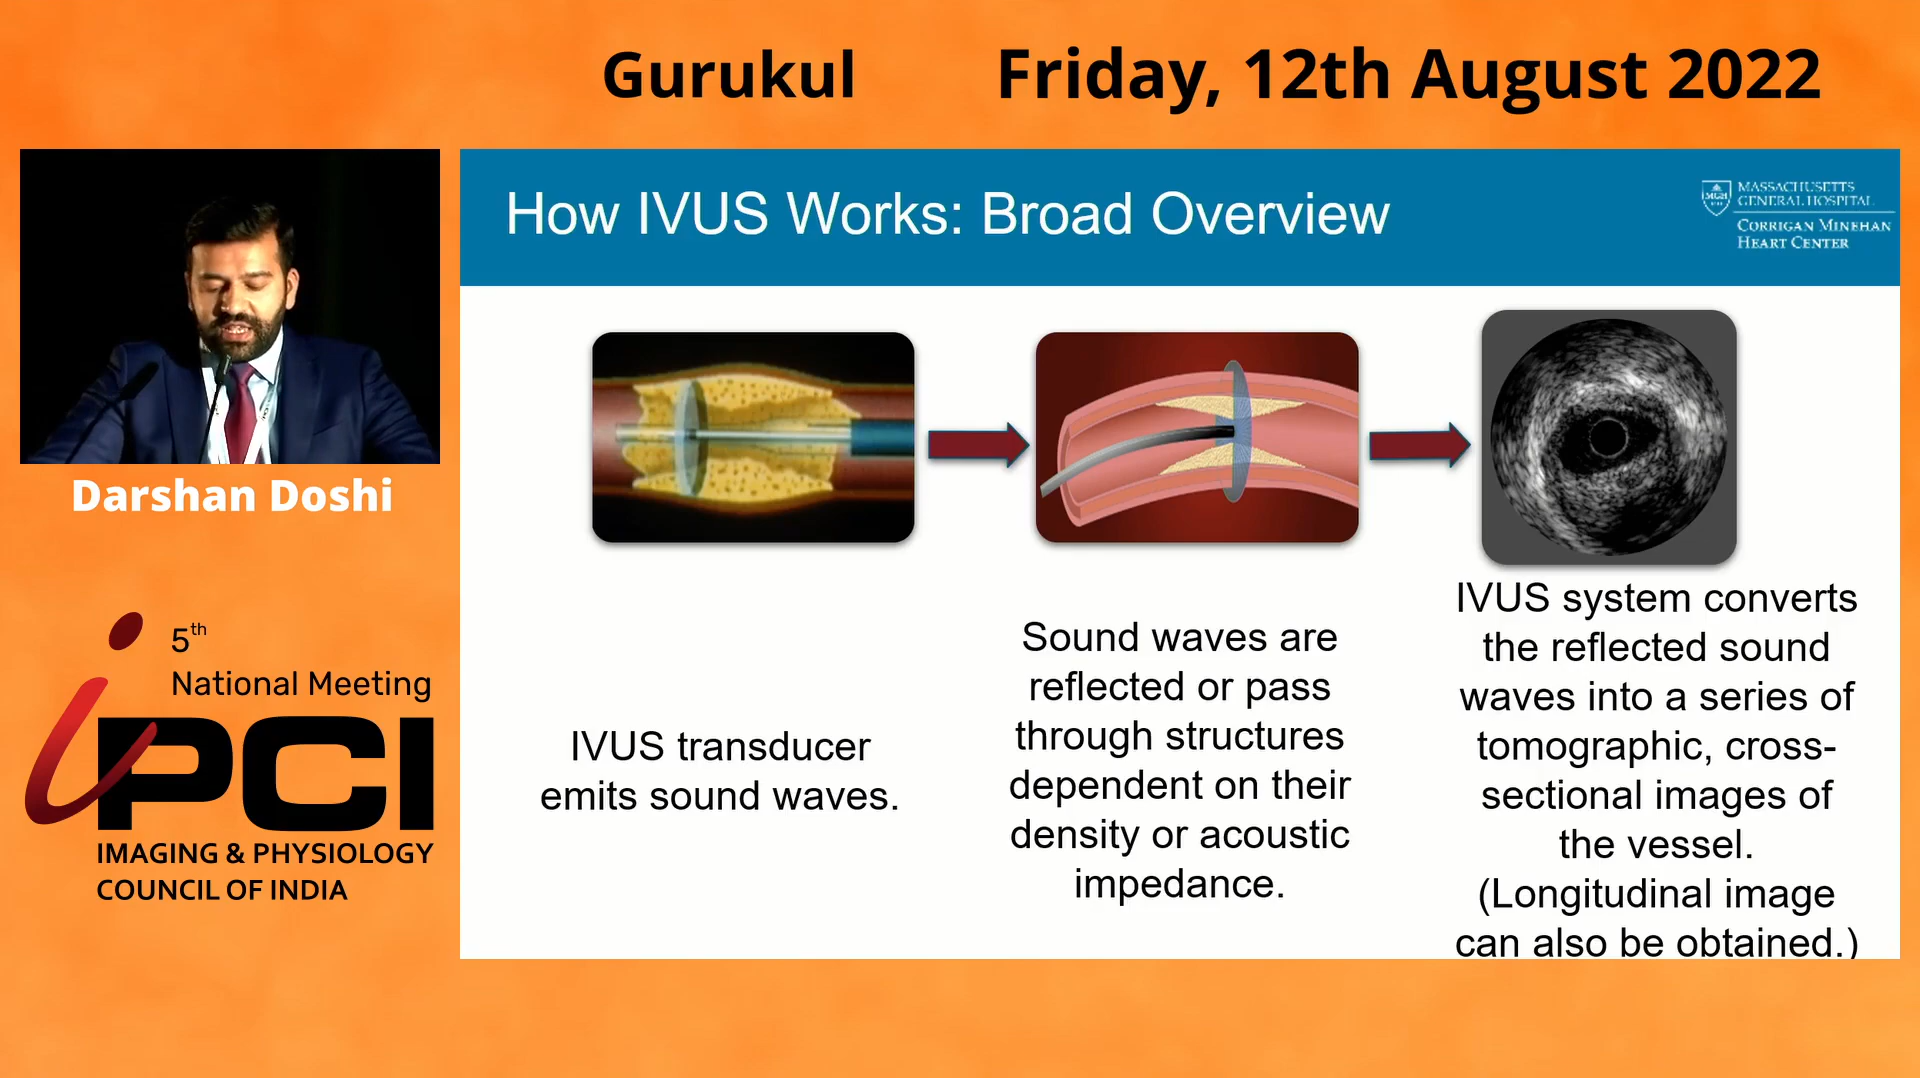 Gurukul
Friday, 12th August 2022
How IVUS Works: Broad Overview
MGH
1811
MASSACHUSETTS
GENERAL HOSPITAL
CORRIGAN MINEHAN
HEART CENTER
Darshan Doshi
5th
National Meeting
iPCI
IMAGING & PHYSIOLOGY
COUNCIL OF INDIA
IVUS transducer
emits sound waves.
Sound waves are
reflected or pass
through structures
dependent on their
density or acoustic
impedance.
IVUS system converts
the reflected sound
waves into a series of
tomographic, cross-
sectional images of
the vessel.
(Longitudinal image
can also be obtained.)